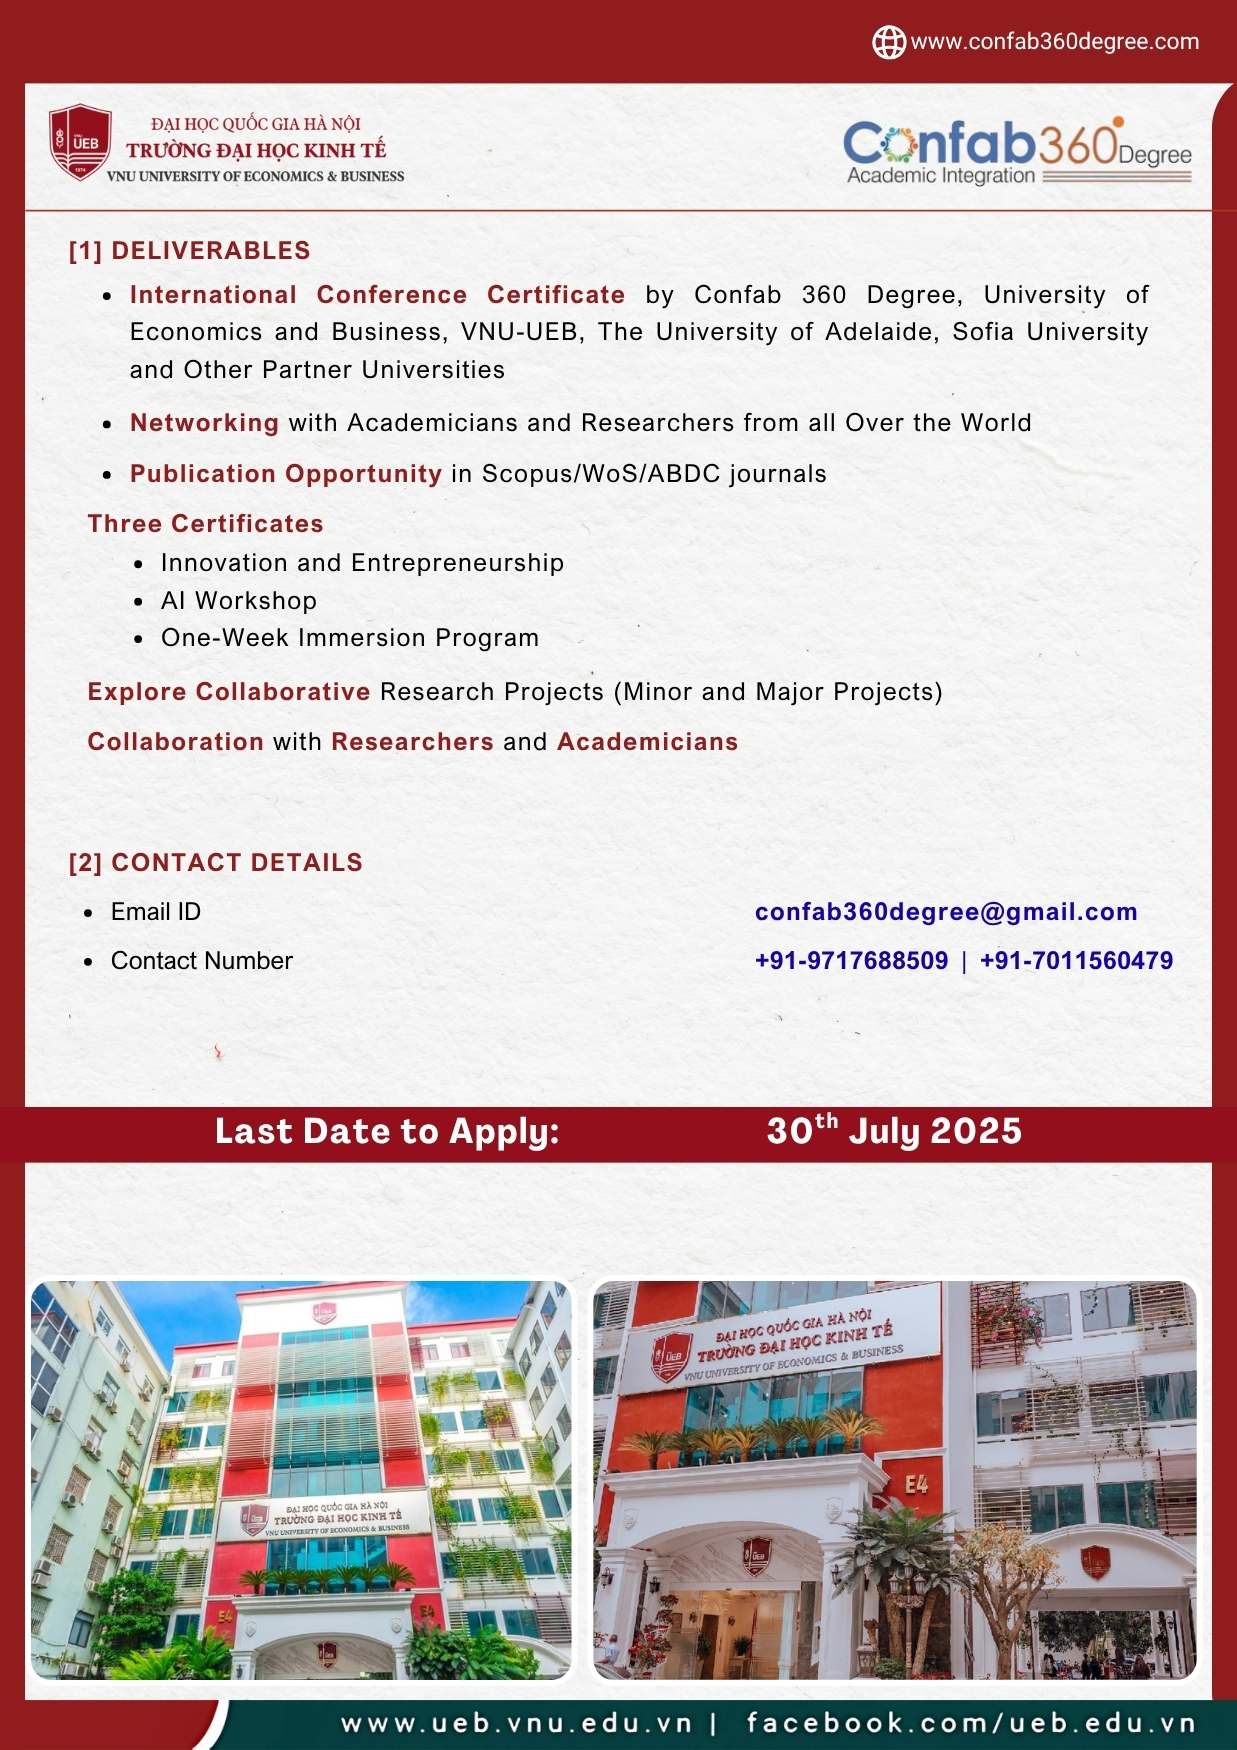 www.confab360degree.com
VNU
UEB
1974
ĐẠI HỌC QUỐC GIA HÀ NỘI
TRƯỜNG ĐẠI HỌC KINH TẾ
VNU UNIVERSITY OF ECONOMICS & BUSINESS
Confab360°Degree
Academic Integration
[1] DELIVERABLES
• International Conference Certificate by Confab 360 Degree, University of
Economics and Business, VNU-UEB, The University of Adelaide, Sofia University
and Other Partner Universities
• Networking with Academicians and Researchers from all Over the World
• Publication Opportunity in Scopus/WoS/ABDC journals
Three Certificates
• Innovation and Entrepreneurship
• AI Workshop
• One-Week Immersion Program
Explore Collaborative Research Projects (Minor and Major Projects)
Collaboration with Researchers and Academicians
[2] CONTACT DETAILS
• Email ID confab360degree@gmail.com
• Contact Number +91-9717688509 | +91-7011560479
Last Date to Apply: 30th July 2025
UEB
ĐẠI HỌC QUỐC GIA HÀ NỘI
TRƯỜNG ĐẠI HỌC KINH TẾ
VNU UNIVERSITY OF ECONOMICS & BUSINESS
E4
E4
UEB
ĐẠI HỌC QUỐC GIA HÀ NỘI
TRƯỜNG ĐẠI HỌC KINH TẾ
VNU UNIVERSITY OF ECONOMICS & BUSINESS
E4
UEB
www.ueb.vnu.edu.vn | facebook.com/ueb.edu.vn